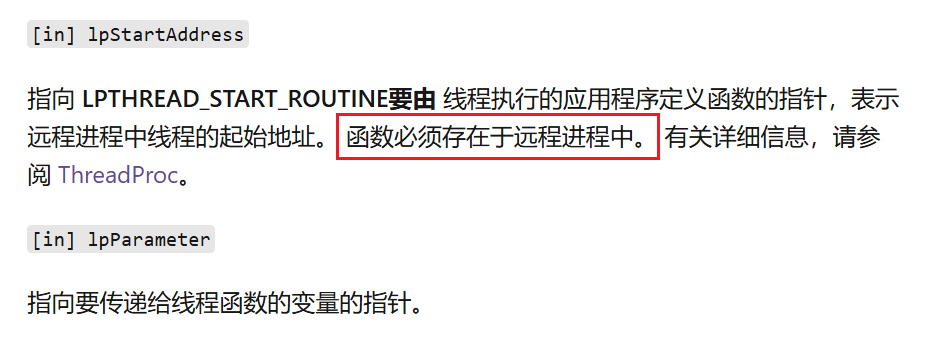 [in] lpStartAddress
指向 LPTHREAD_START_ROUTINE要由 线程执行的应用程序定义函数的指针，表示
远程进程中线程的起始地址。 函数必须存在于远程进程中。 有关详细信息，请参
阅 ThreadProc。
[in] lpParameter
指向要传递给线程函数的变量的指针。